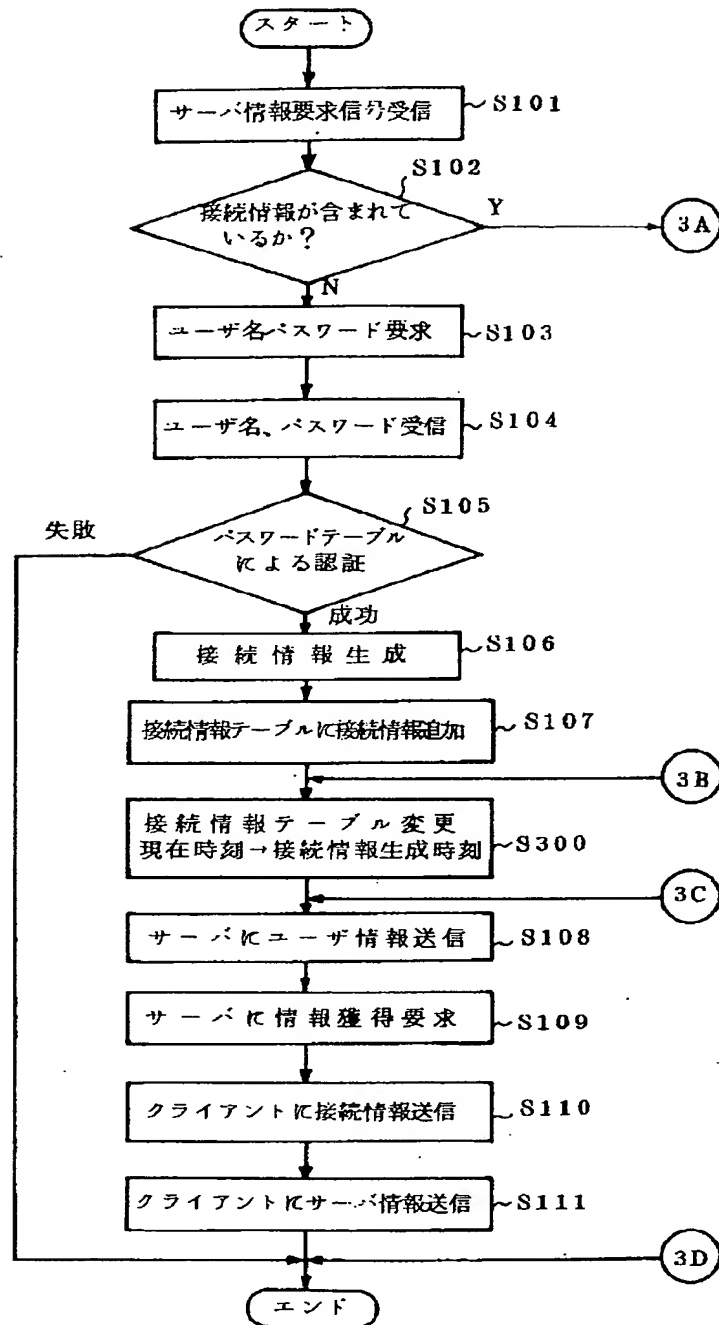 スタート
サーバ情報要求信号受信
S101
S102
接続情報が含まれて
いるか?
Y
3A
N
ユーザ名パスワード要求
S103
ユーザ名、パスワード受信
S104
S105
失敗
パスワードテーブル
による認証
成功
接続情報生成
S106
接続情報テーブルに接続情報追加
S107
3B
接続情報テーブル変更
現在時刻→接続情報生成時刻
S300
3C
サーバにユーザ情報送信
S108
サーバに情報獲得要求
S109
クライアントに接続情報送信
S110
クライアントにサーバ情報送信
S111
3D
エンド